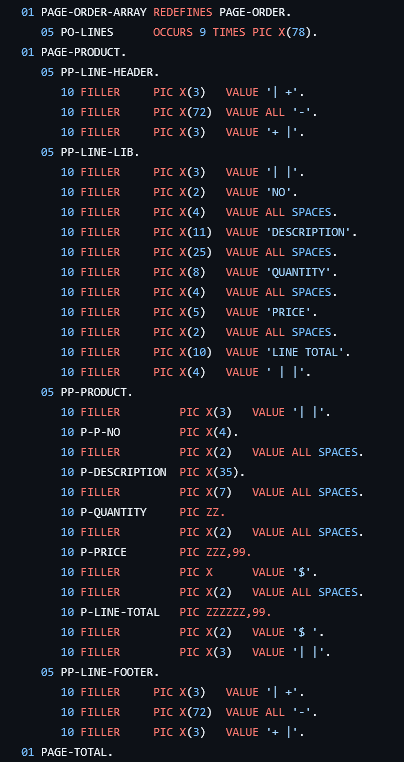 01 PAGE-ORDER-ARRAY REDEFINES PAGE-ORDER.
05 PO-LINES OCCURS 9 TIMES PIC X(78).
01 PAGE-PRODUCT.
05 PP-LINE-HEADER.
10 FILLER PIC X(3) VALUE '| +'.
10 FILLER PIC X(72) VALUE ALL '-'.
10 FILLER PIC X(3) VALUE '+ |'.
05 PP-LINE-LIB.
10 FILLER PIC X(3) VALUE '| |'.
10 FILLER PIC X(2) VALUE 'NO'.
10 FILLER PIC X(4) VALUE ALL SPACES.
10 FILLER PIC X(11) VALUE 'DESCRIPTION'.
10 FILLER PIC X(25) VALUE ALL SPACES.
10 FILLER PIC X(8) VALUE 'QUANTITY'.
10 FILLER PIC X(4) VALUE ALL SPACES.
10 FILLER PIC X(5) VALUE 'PRICE'.
10 FILLER PIC X(2) VALUE ALL SPACES.
10 FILLER PIC X(10) VALUE 'LINE TOTAL'.
10 FILLER PIC X(4) VALUE ' | |'.
05 PP-PRODUCT.
10 FILLER PIC X(3) VALUE '| |'.
10 P-P-NO PIC X(4).
10 FILLER PIC X(2) VALUE ALL SPACES.
10 P-DESCRIPTION PIC X(35).
10 FILLER PIC X(7) VALUE ALL SPACES.
10 P-QUANTITY PIC ZZ.
10 FILLER PIC X(2) VALUE ALL SPACES.
10 P-PRICE PIC ZZZ,99.
10 FILLER PIC X VALUE '$'.
10 FILLER PIC X(2) VALUE ALL SPACES.
10 P-LINE-TOTAL PIC ZZZZZZ,99.
10 FILLER PIC X(2) VALUE '$ '.
10 FILLER PIC X(3) VALUE '| |'.
05 PP-LINE-FOOTER.
10 FILLER PIC X(3) VALUE '| +'.
10 FILLER PIC X(72) VALUE ALL '-'.
10 FILLER PIC X(3) VALUE '+ |'.
01 PAGE-TOTAL.